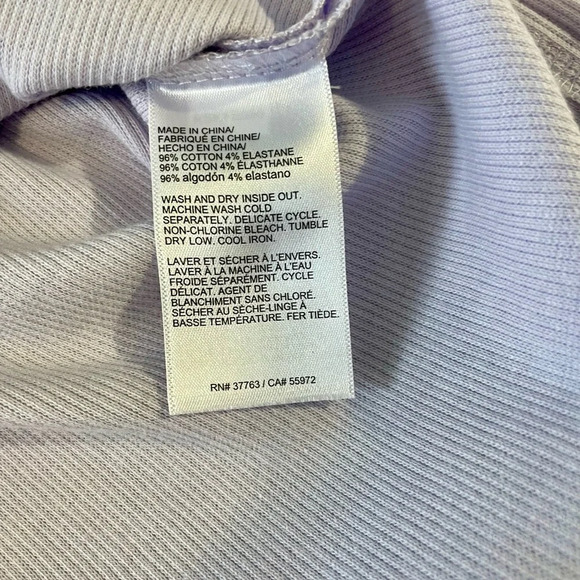 MADE IN CHINA/
FABRIQUÉ EN CHINE/
HECHO EN CHINA/
96% COTTON 4% ELASTANE
96% COTON 4% ÉLASTHANNE
96% algodón 4% elastano
WASH AND DRY INSIDE OUT.
MACHINE WASH COLD
SEPARATELY. DELICATE CYCLE.
NON-CHLORINE BLEACH. TUMBLE
DRY LOW. COOL IRON.
LAVER ET SÉCHER À L'ENVERS.
LAVER À LA MACHINE À L'EAU
FROIDE SÉPARÉMENT. CYCLE
DÉLICAT. AGENT DE
BLANCHIMENT SANS CHLORÉ.
SÉCHER AU SÈCHE-LINGE À
BASSE TEMPÉRATURE. FER TIÈDE.
RN# 37763 / CA# 55972